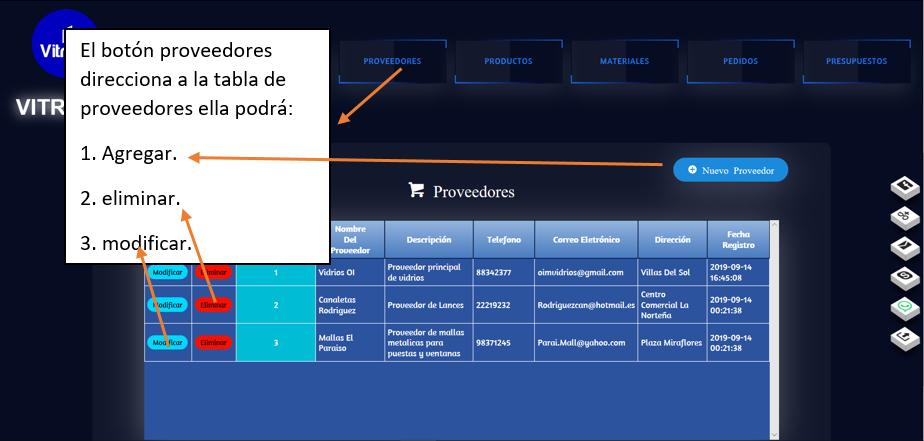 Vitr
VITR
El botón proveedores
direcciona a la tabla de
proveedores ella podrá:
1. Agregar.
2. eliminar.
3. modificar.
PROVEEDORES
PRODUCTOS
MATERIALES
PEDIDOS
PRESUPUESTOS
Nuevo Proveedor
Proveedores
Nombre
Del
Proveedor
Descripción
Telefono
Correo Eletrónico
Dirección
Fecha
Registro
Modificar
Eliminar
1
Vidrios OI
Proveedor principal
de vidrios
88342377
oimvidrios@gmail.com
Villas Del Sol
2019-09-14
16:45:08
Modificar
Eliminar
2
Canaletas
Rodriguez
Proveedor de Lances
22219232
Rodriguezcan@hotmail.es
Centro
Comercial La
Norteña
2019-09-14
00:21:38
Modificar
Eliminar
3
Mallas El
Paraiso
Proveedor de mallas
metalicas para
puestas y ventanas
98371245
Parai.Mall@yahoo.com
Plaza Miraflores
2019-09-14
00:21:38